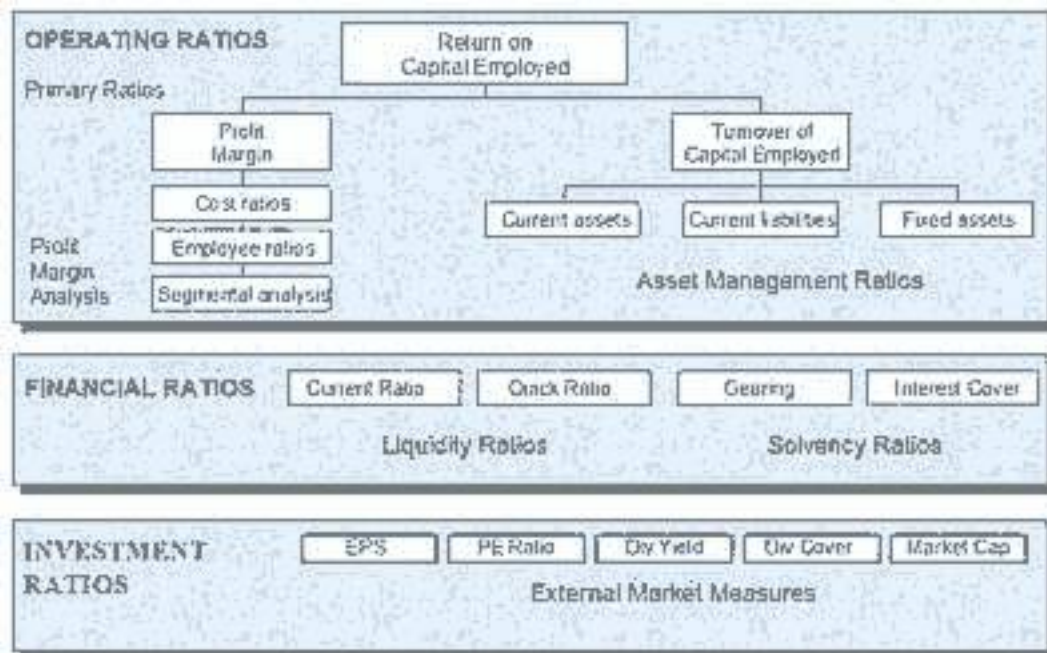 OPERATING RATIOS
Return on
Capital Employed
Primary Ratios
Profit
Margin
Turnover of
Capital Employed
Cost ratios
Current assets
Current liabilities
Fixed assets
Profit
Margin
Analysis
Employee ratios
Segmental analysis
Asset Management Ratios
FINANCIAL RATIOS
Current Ratio
Quick Ratio
Gearing
Interest Cover
Liquidity Ratios
Solvency Ratios
INVESTMENT
RATIOS
EPS
PE Ratio
Div Yield
Div Cover
Market Cap
External Market Measures